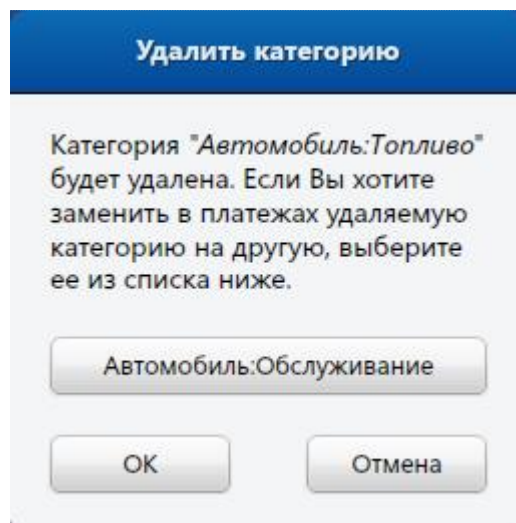 Удалить категорию
Категория "Автомобиль:Топливо"
будет удалена. Если Вы хотите
заменить в платежах удаляемую
категорию на другую, выберите
ее из списка ниже.
Автомобиль:Обслуживание
ОК Отмена